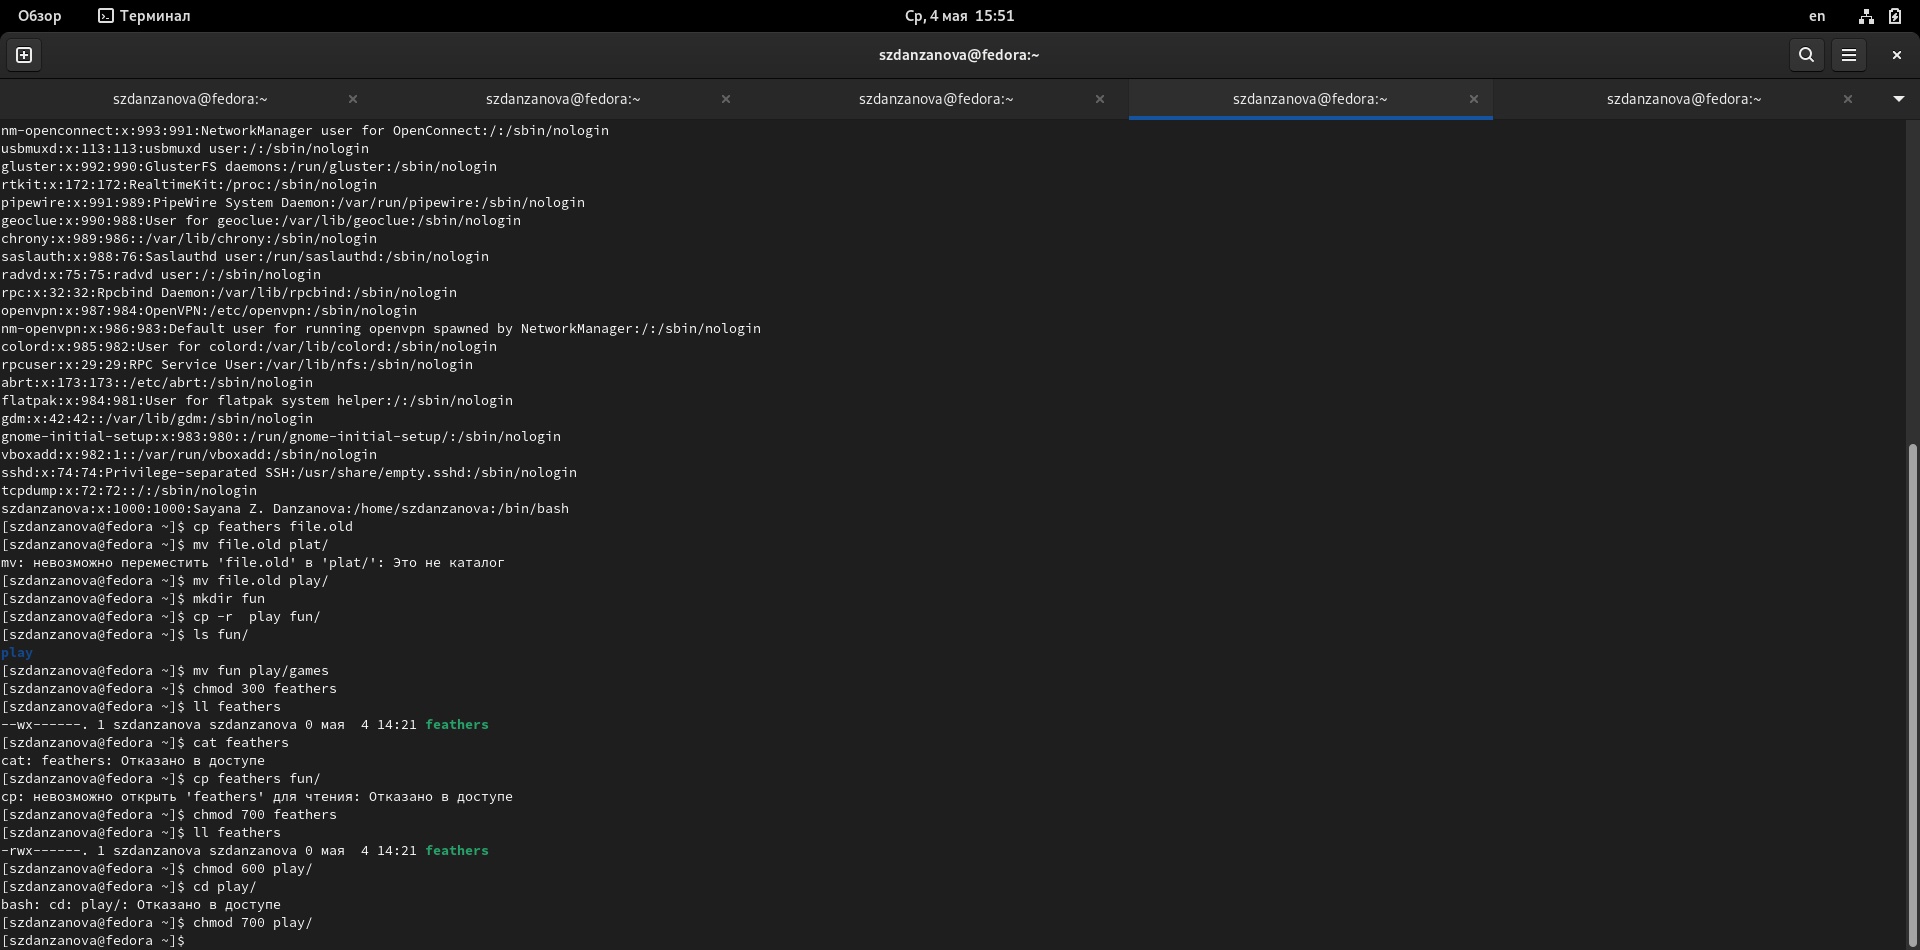 Обзор
Терминал
Ср, 4 мая 15:51
en
szdanzanova@fedora:~
szdanzanova@fedora:~
szdanzanova@fedora:~
szdanzanova@fedora:~
szdanzanova@fedora:~
szdanzanova@fedora:~
nm-openconnect:x:993:991:NetworkManager user for OpenConnect:/:/sbin/nologin
usbmuxd:x:113:113:usbmuxd user:/:/sbin/nologin
gluster:x:992:990:GlusterFS daemons:/run/gluster:/sbin/nologin
rtkit:x:172:172:RealtimeKit:/proc:/sbin/nologin
pipewire:x:991:989:PipeWire System Daemon:/var/run/pipewire:/sbin/nologin
geoclue:x:990:988:User for geoclue:/var/lib/geoclue:/sbin/nologin
chrony:x:989:986::/var/lib/chrony:/sbin/nologin
saslauth:x:988:76:Saslauthd user:/run/saslauthd:/sbin/nologin
radvd:x:75:75:radvd user:/:/sbin/nologin
rpc:x:32:32:Rpcbind Daemon:/var/lib/rpcbind:/sbin/nologin
openvpn:x:987:984:OpenVPN:/etc/openvpn:/sbin/nologin
nm-openvpn:x:986:983:Default user for running openvpn spawned by NetworkManager:/:/sbin/nologin
colord:x:985:982:User for colord:/var/lib/colord:/sbin/nologin
rpcuser:x:29:29:RPC Service User:/var/lib/nfs:/sbin/nologin
abrt:x:173:173::/etc/abrt:/sbin/nologin
flatpak:x:984:981:User for flatpak system helper:/:/sbin/nologin
gdm:x:42:42::/var/lib/gdm:/sbin/nologin
gnome-initial-setup:x:983:980::/run/gnome-initial-setup/:/sbin/nologin
vboxadd:x:982:1::/var/run/vboxadd:/sbin/nologin
sshd:x:74:74:Privilege-separated SSH:/usr/share/empty.sshd:/sbin/nologin
tcpdump:x:72:72::/:/sbin/nologin
szdanzanova:x:1000:1000:Sayana Z. Danzanova:/home/szdanzanova:/bin/bash
[szdanzanova@fedora ~]$ cp feathers file.old
[szdanzanova@fedora ~]$ mv file.old plat/
mv: невозможно переместить 'file.old' в 'plat/': Это не каталог
[szdanzanova@fedora ~]$ mv file.old play/
[szdanzanova@fedora ~]$ mkdir fun
[szdanzanova@fedora ~]$ cp -r  play fun/
[szdanzanova@fedora ~]$ ls fun/
play
[szdanzanova@fedora ~]$ mv fun play/games
[szdanzanova@fedora ~]$ chmod 300 feathers
[szdanzanova@fedora ~]$ ll feathers
--wx------. 1 szdanzanova szdanzanova 0 мая  4 14:21 feathers
[szdanzanova@fedora ~]$ cat feathers
cat: feathers: Отказано в доступе
[szdanzanova@fedora ~]$ cp feathers fun/
cp: невозможно открыть 'feathers' для чтения: Отказано в доступе
[szdanzanova@fedora ~]$ chmod 700 feathers
[szdanzanova@fedora ~]$ ll feathers
-rwx------. 1 szdanzanova szdanzanova 0 мая  4 14:21 feathers
[szdanzanova@fedora ~]$ chmod 600 play/
[szdanzanova@fedora ~]$ cd play/
bash: cd: play/: Отказано в доступе
[szdanzanova@fedora ~]$ chmod 700 play/
[szdanzanova@fedora ~]$